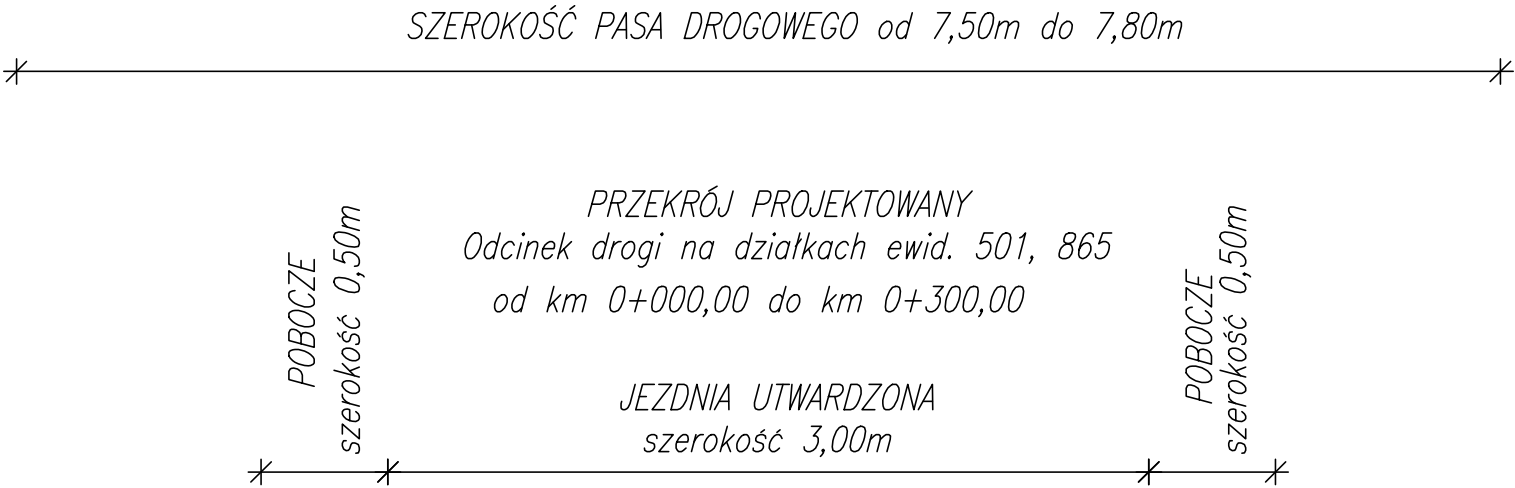 SZEROKOŚĆ PASA DROGOWEGO od 7,50m do 7,80m
PRZEKRÓJ PROJEKTOWANY
Odcinek drogi na działkach ewid. 501, 865
od km 0+000,00 do km 0+300,00
POBOCZE
szerokość 0,50m
JEZDNIA UTWARDZONA
szerokość 3,00m
POBOCZE
szerokość 0,50m